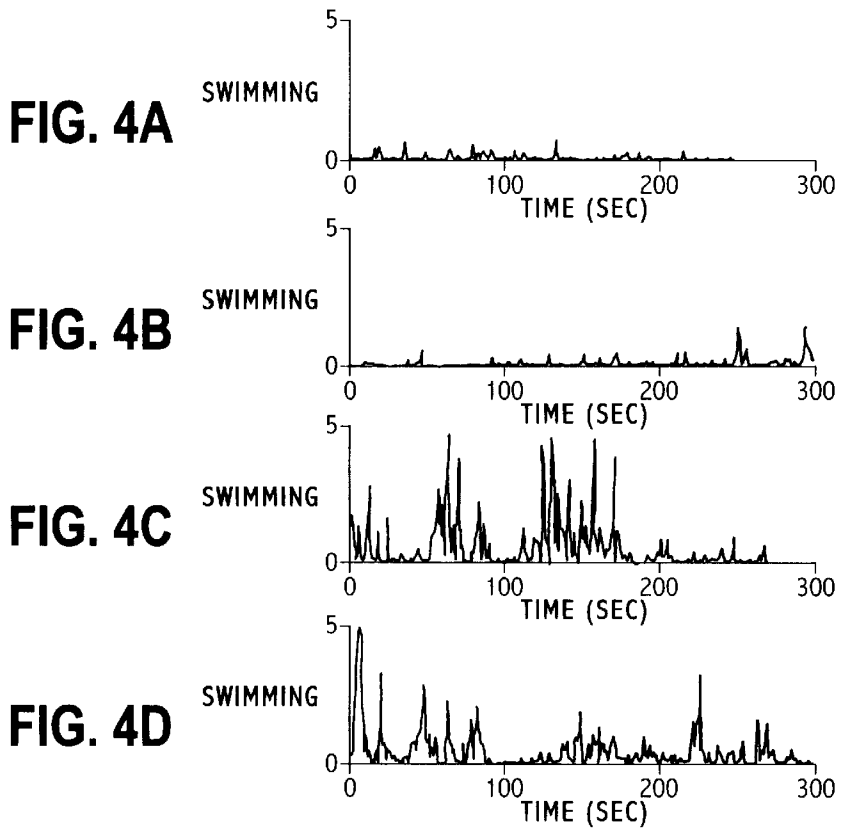 5
SWIMMING
FIG. 4A
0
0 100 200 300
TIME (SEC)
5
SWIMMING
FIG. 4B
0
0 100 200 300
TIME (SEC)
5
SWIMMING
FIG. 4C
0
0 100 200 300
TIME (SEC)
5
SWIMMING
FIG. 4D
0
0 100 200 300
TIME (SEC)